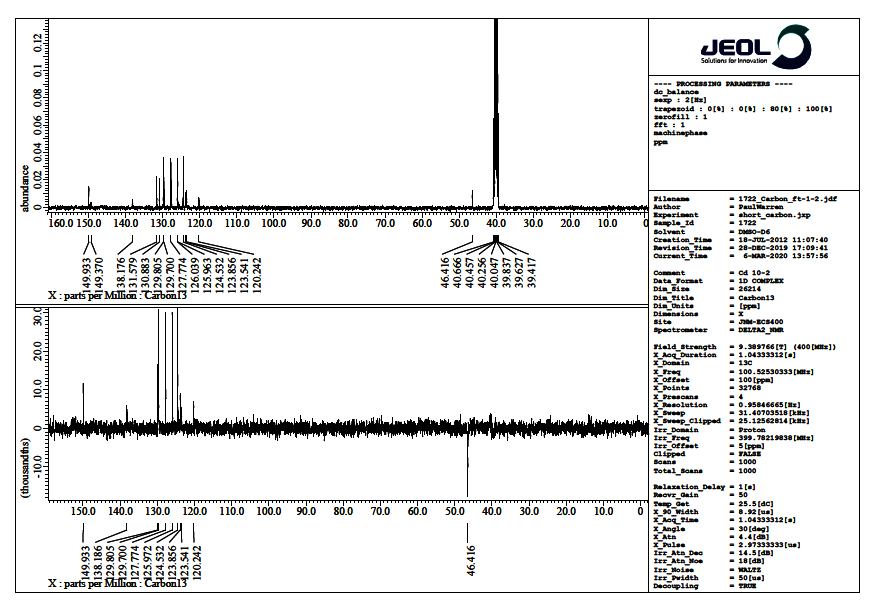 0.12
0.1
0.08
0.06
0.04
0.02
0
abundance
160.0 150.0 140.0 130.0 120.0 110.0 100.0 90.0 80.0 70.0 60.0 50.0 40.0 30.0 20.0 10.0 0
149.933
149.370
138.176
131.579
130.883
129.805
129.700
127.774
126.039
125.963
124.532
123.856
123.541
120.242
46.416
40.666
40.457
40.256
40.047
39.837
39.627
39.417
X : parts per Million : Carbon13
30.0
20.0
10.0
0
-10.0
(thousandths)
150.0 140.0 130.0 120.0 110.0 100.0 90.0 80.0 70.0 60.0 50.0 40.0 30.0 20.0 10.0 0
149.933
138.186
129.805
129.700
127.774
125.972
124.532
123.856
123.541
120.242
46.416
X : parts per Million : Carbon13
JEOL
Solutions for Innovation
---- PROCESSING PARAMETERS ----
dc_balance
sexp : 2[Hz]
trapezoid : 0[%] : 0[%] : 80[%] : 100[%]
zerofill : 1
fft : 1
machinephase
ppm
Filename = 1722_Carbon_ft-1-2.jdf
Author = PaulWarren
Experiment = short_carbon.jxp
Sample_Id = 1722
Solvent = DMSO-D6
Creation_Time = 18-JUL-2012 11:07:40
Revision_Time = 28-DEC-2019 17:09:41
Current_Time = 6-MAR-2020 13:57:56
Comment = Cd 10-2
Data_Format = 1D COMPLEX
Dim_Size = 26214
Dim_Title = Carbon13
Dim_Units = [ppm]
Dimensions = X
Site = JNM-ECS400
Spectrometer = DELTA2_NMR
Field_Strength = 9.389766[T] (400[MHz])
X_Acq_Duration = 1.04333312[s]
X_Domain = 13C
X_Freq = 100.52530333[MHz]
X_Offset = 100[ppm]
X_Points = 32768
X_Prescans = 4
X_Resolution = 0.95846665[Hz]
X_Sweep = 31.40703518[kHz]
X_Sweep_Clipped = 25.12562814[kHz]
Irr_Domain = Proton
Irr_Freq = 399.78219838[MHz]
Irr_Offset = 5[ppm]
Clipped = FALSE
Scans = 1000
Total_Scans = 1000
Relaxation_Delay = 1[s]
Recvr_Gain = 50
Temp_Get = 25.5[dC]
X_90_Width = 8.92[us]
X_Acq_Time = 1.04333312[s]
X_Angle = 30[deg]
X_Atn = 4.4[dB]
X_Pulse = 2.97333333[us]
Irr_Atn_Dec = 14.5[dB]
Irr_Atn_Noe = 18[dB]
Irr_Noise = WALTZ
Irr_Pwidth = 50[us]
Decoupling = TRUE